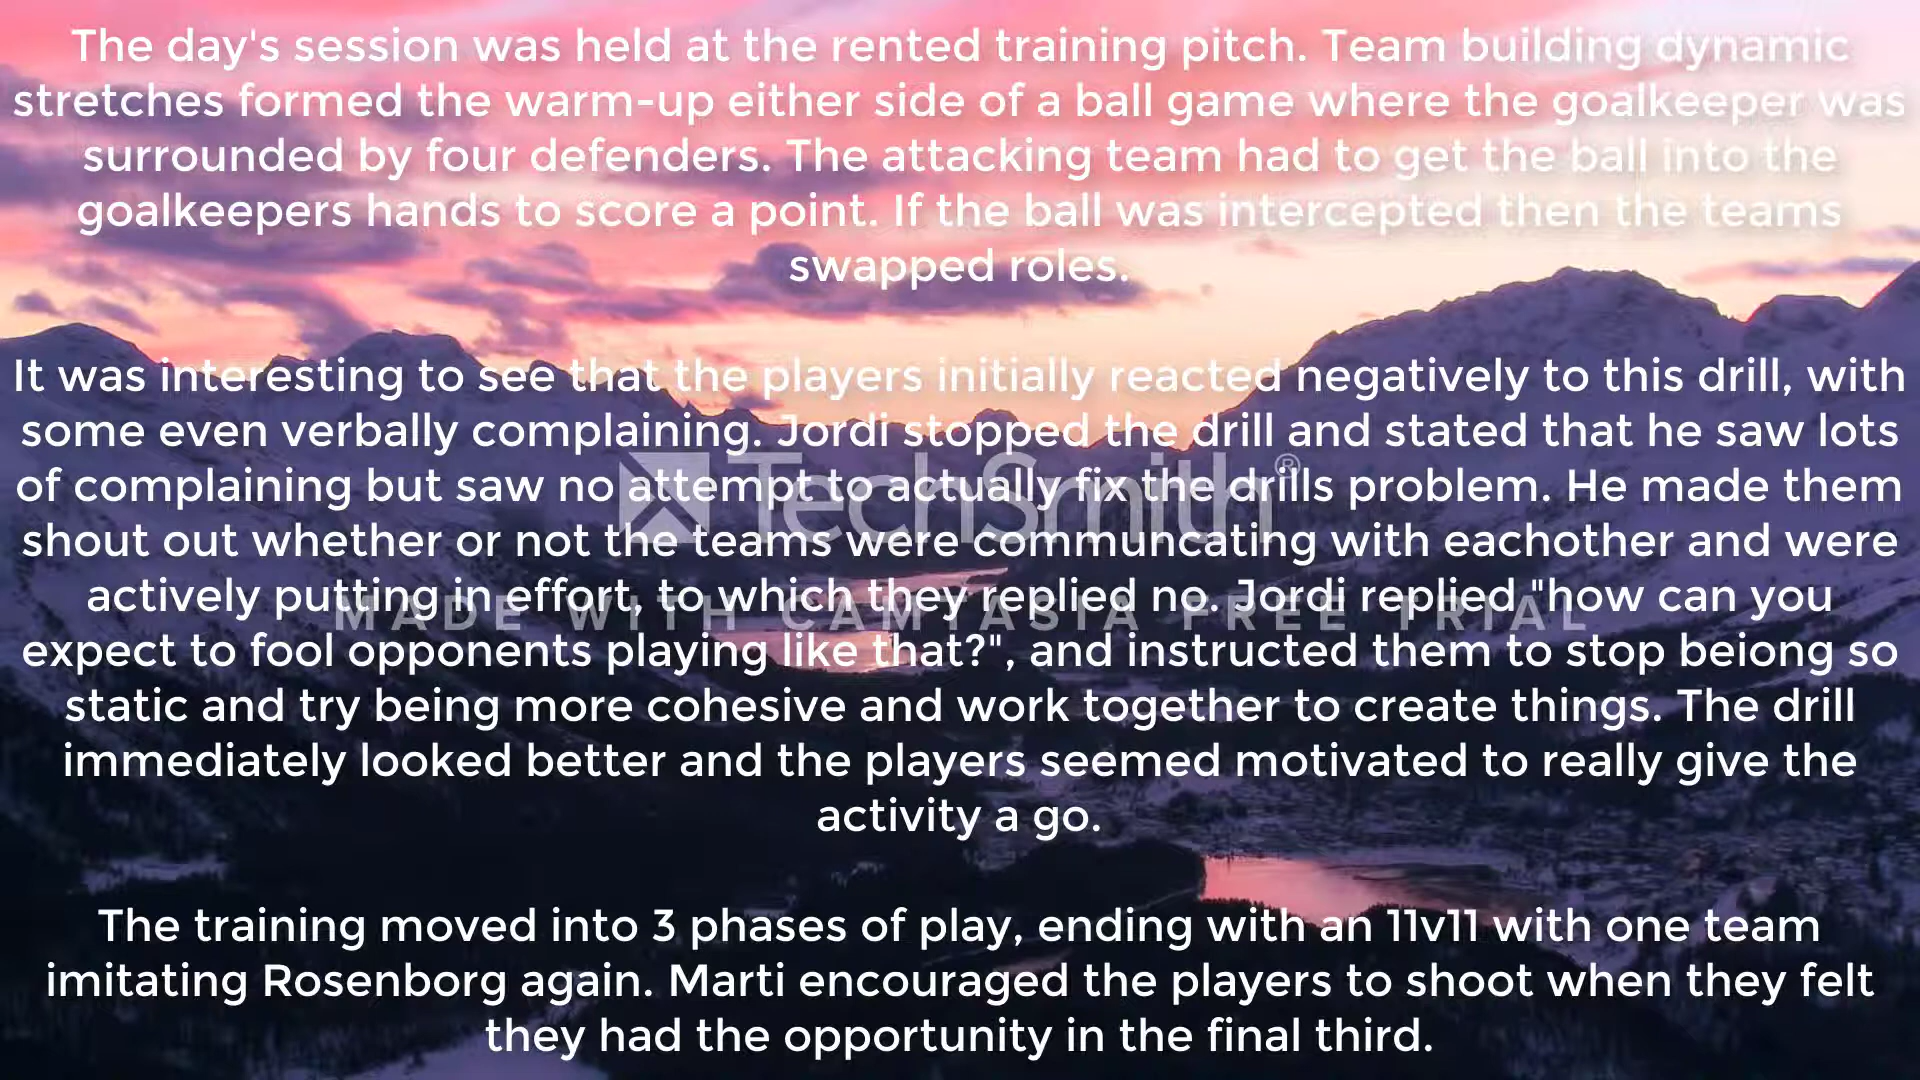 The day's session was held at the rented training pitch. Team building dynamic
stretches formed the warm-up either side of a ball game where the goalkeeper was
surrounded by four defenders. The attacking team had to get the ball into the
goalkeepers hands to score a point. If the ball was intercepted then the teams
swapped roles.
It was interesting to see that the players initially reacted negatively to this drill, with
some even verbally complaining. Jordi stopped the drill and stated that he saw lots
of complaining but saw no attempt to actually fix the drills problem. He made them
TechSmith®
shout out whether or not the teams were communcating with eachother and were
actively putting in effort, to which they replied no. Jordi replied "how can you
MADE WITH CAMTASIA FREE TRIAL
expect to fool opponents playing like that?", and instructed them to stop beiong so
static and try being more cohesive and work together to create things. The drill
immediately looked better and the players seemed motivated to really give the
activity a go.
The training moved into 3 phases of play, ending with an 11v11 with one team
imitating Rosenborg again. Marti encouraged the players to shoot when they felt
they had the opportunity in the final third.